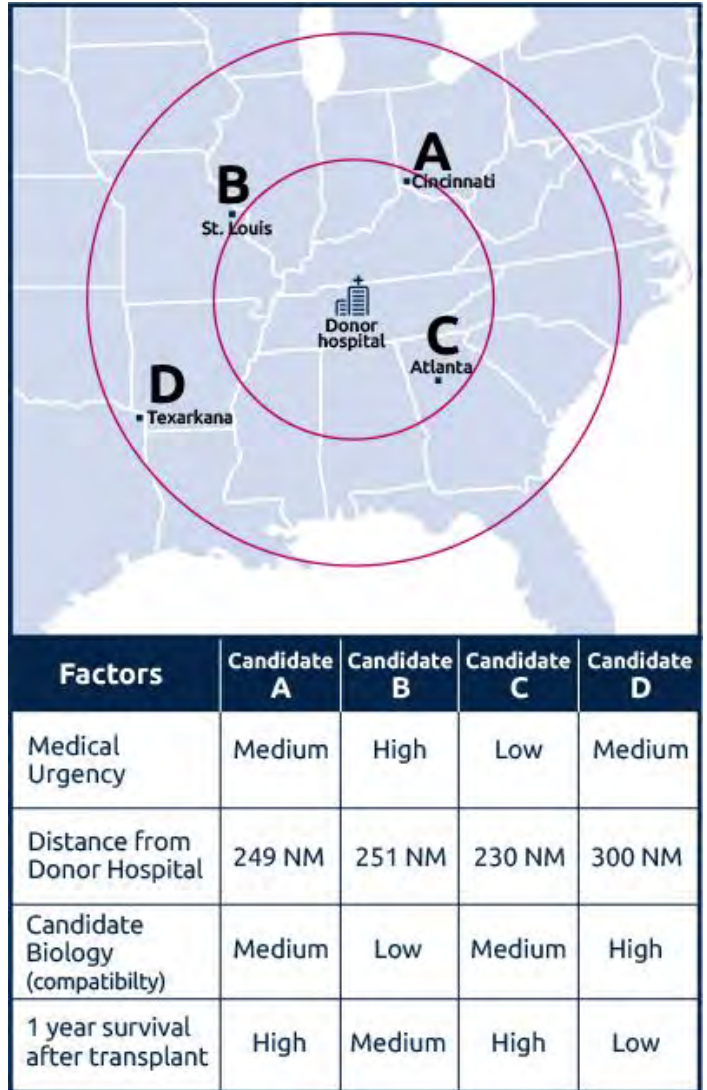 A
Cincinnati
B
St. Louis
Donor
hospital
C
Atlanta
D
Texarkana
Factors
Candidate
A
Candidate
B
Candidate
C
Candidate
D
Medical
Urgency
Medium
High
Low
Medium
Distance from
Donor Hospital
249 NM
251 NM
230 NM
300 NM
Candidate
Biology
(compatibilty)
Medium
Low
Medium
High
1 year survival
after transplant
High
Medium
High
Low